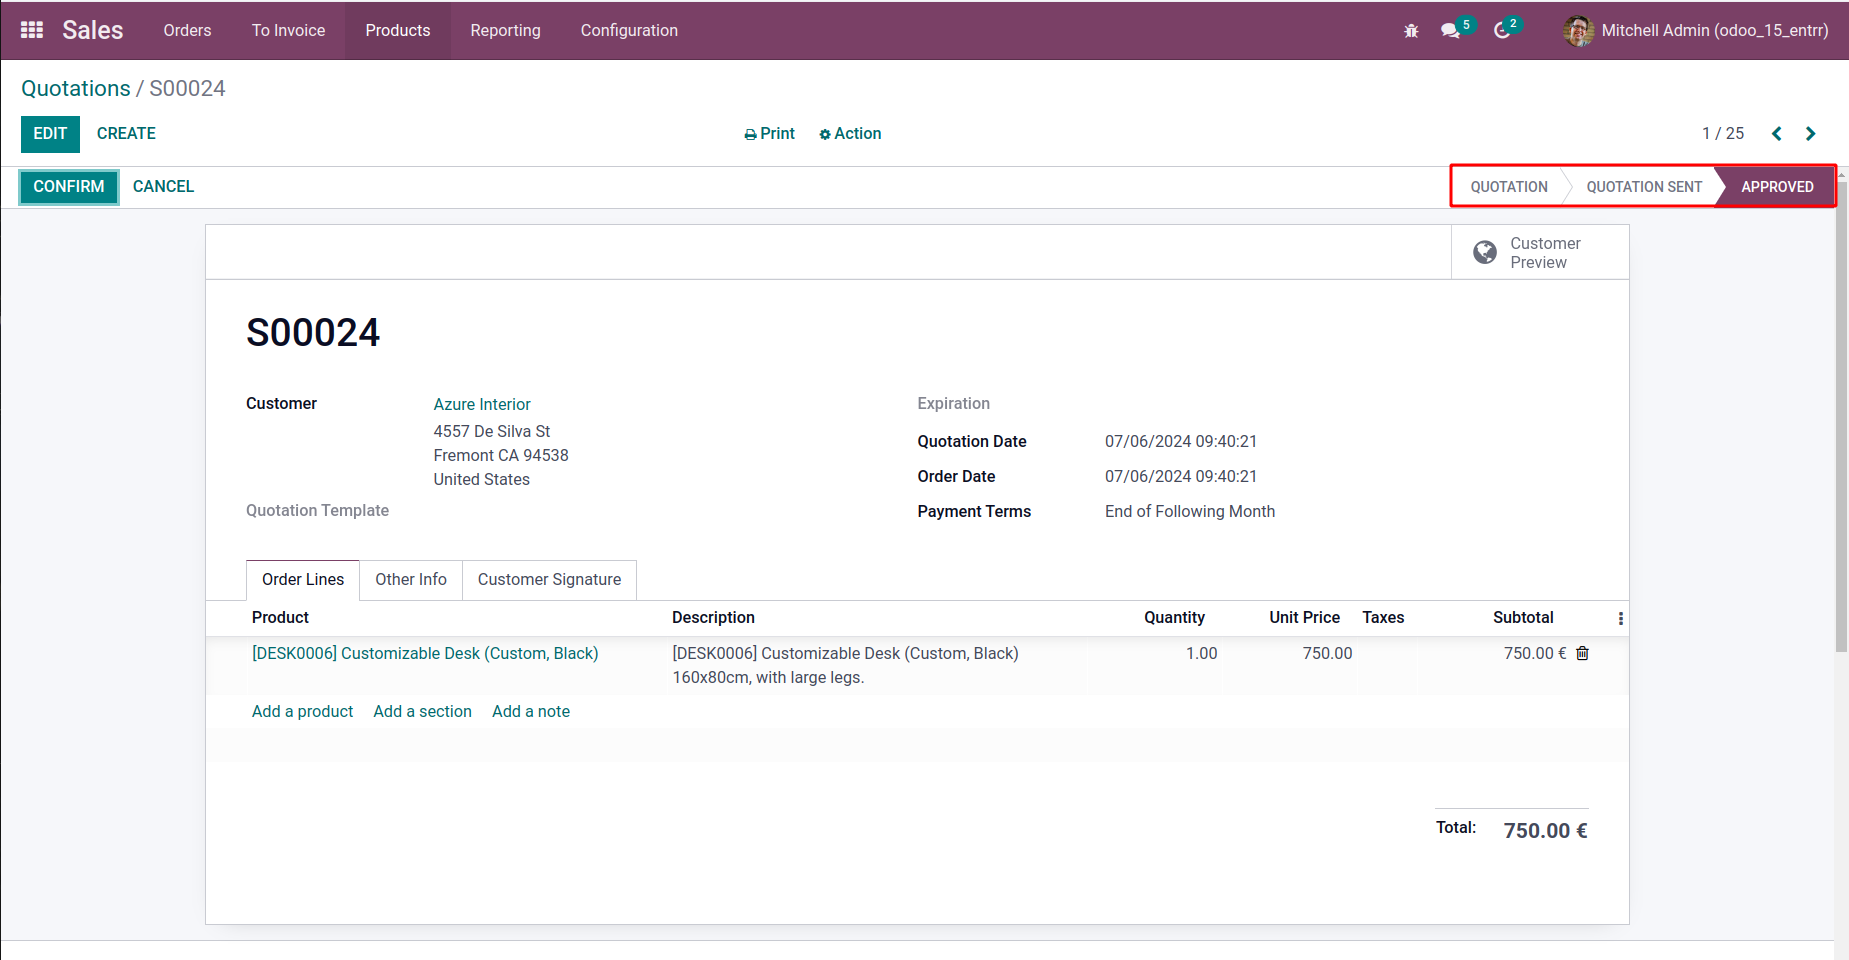 Sales Orders To Invoice Products Reporting Configuration 5 2 Mitchell Admin (odoo_15_entrr)
Quotations / S00024
EDIT CREATE Print Action 1 / 25
CONFIRM CANCEL QUOTATION QUOTATION SENT APPROVED
Customer
Preview
S00024
Customer Azure Interior Expiration
4557 De Silva St
Quotation Date 07/06/2024 09:40:21
Fremont CA 94538
United States
Order Date 07/06/2024 09:40:21
Quotation Template
Payment Terms End of Following Month
Order Lines Other Info Customer Signature
Product Description Quantity Unit Price Taxes Subtotal
[DESK0006] Customizable Desk (Custom, Black) [DESK0006] Customizable Desk (Custom, Black) 1.00 750.00 750.00 €
160x80cm, with large legs.
Add a product Add a section Add a note
Total: 750.00 €